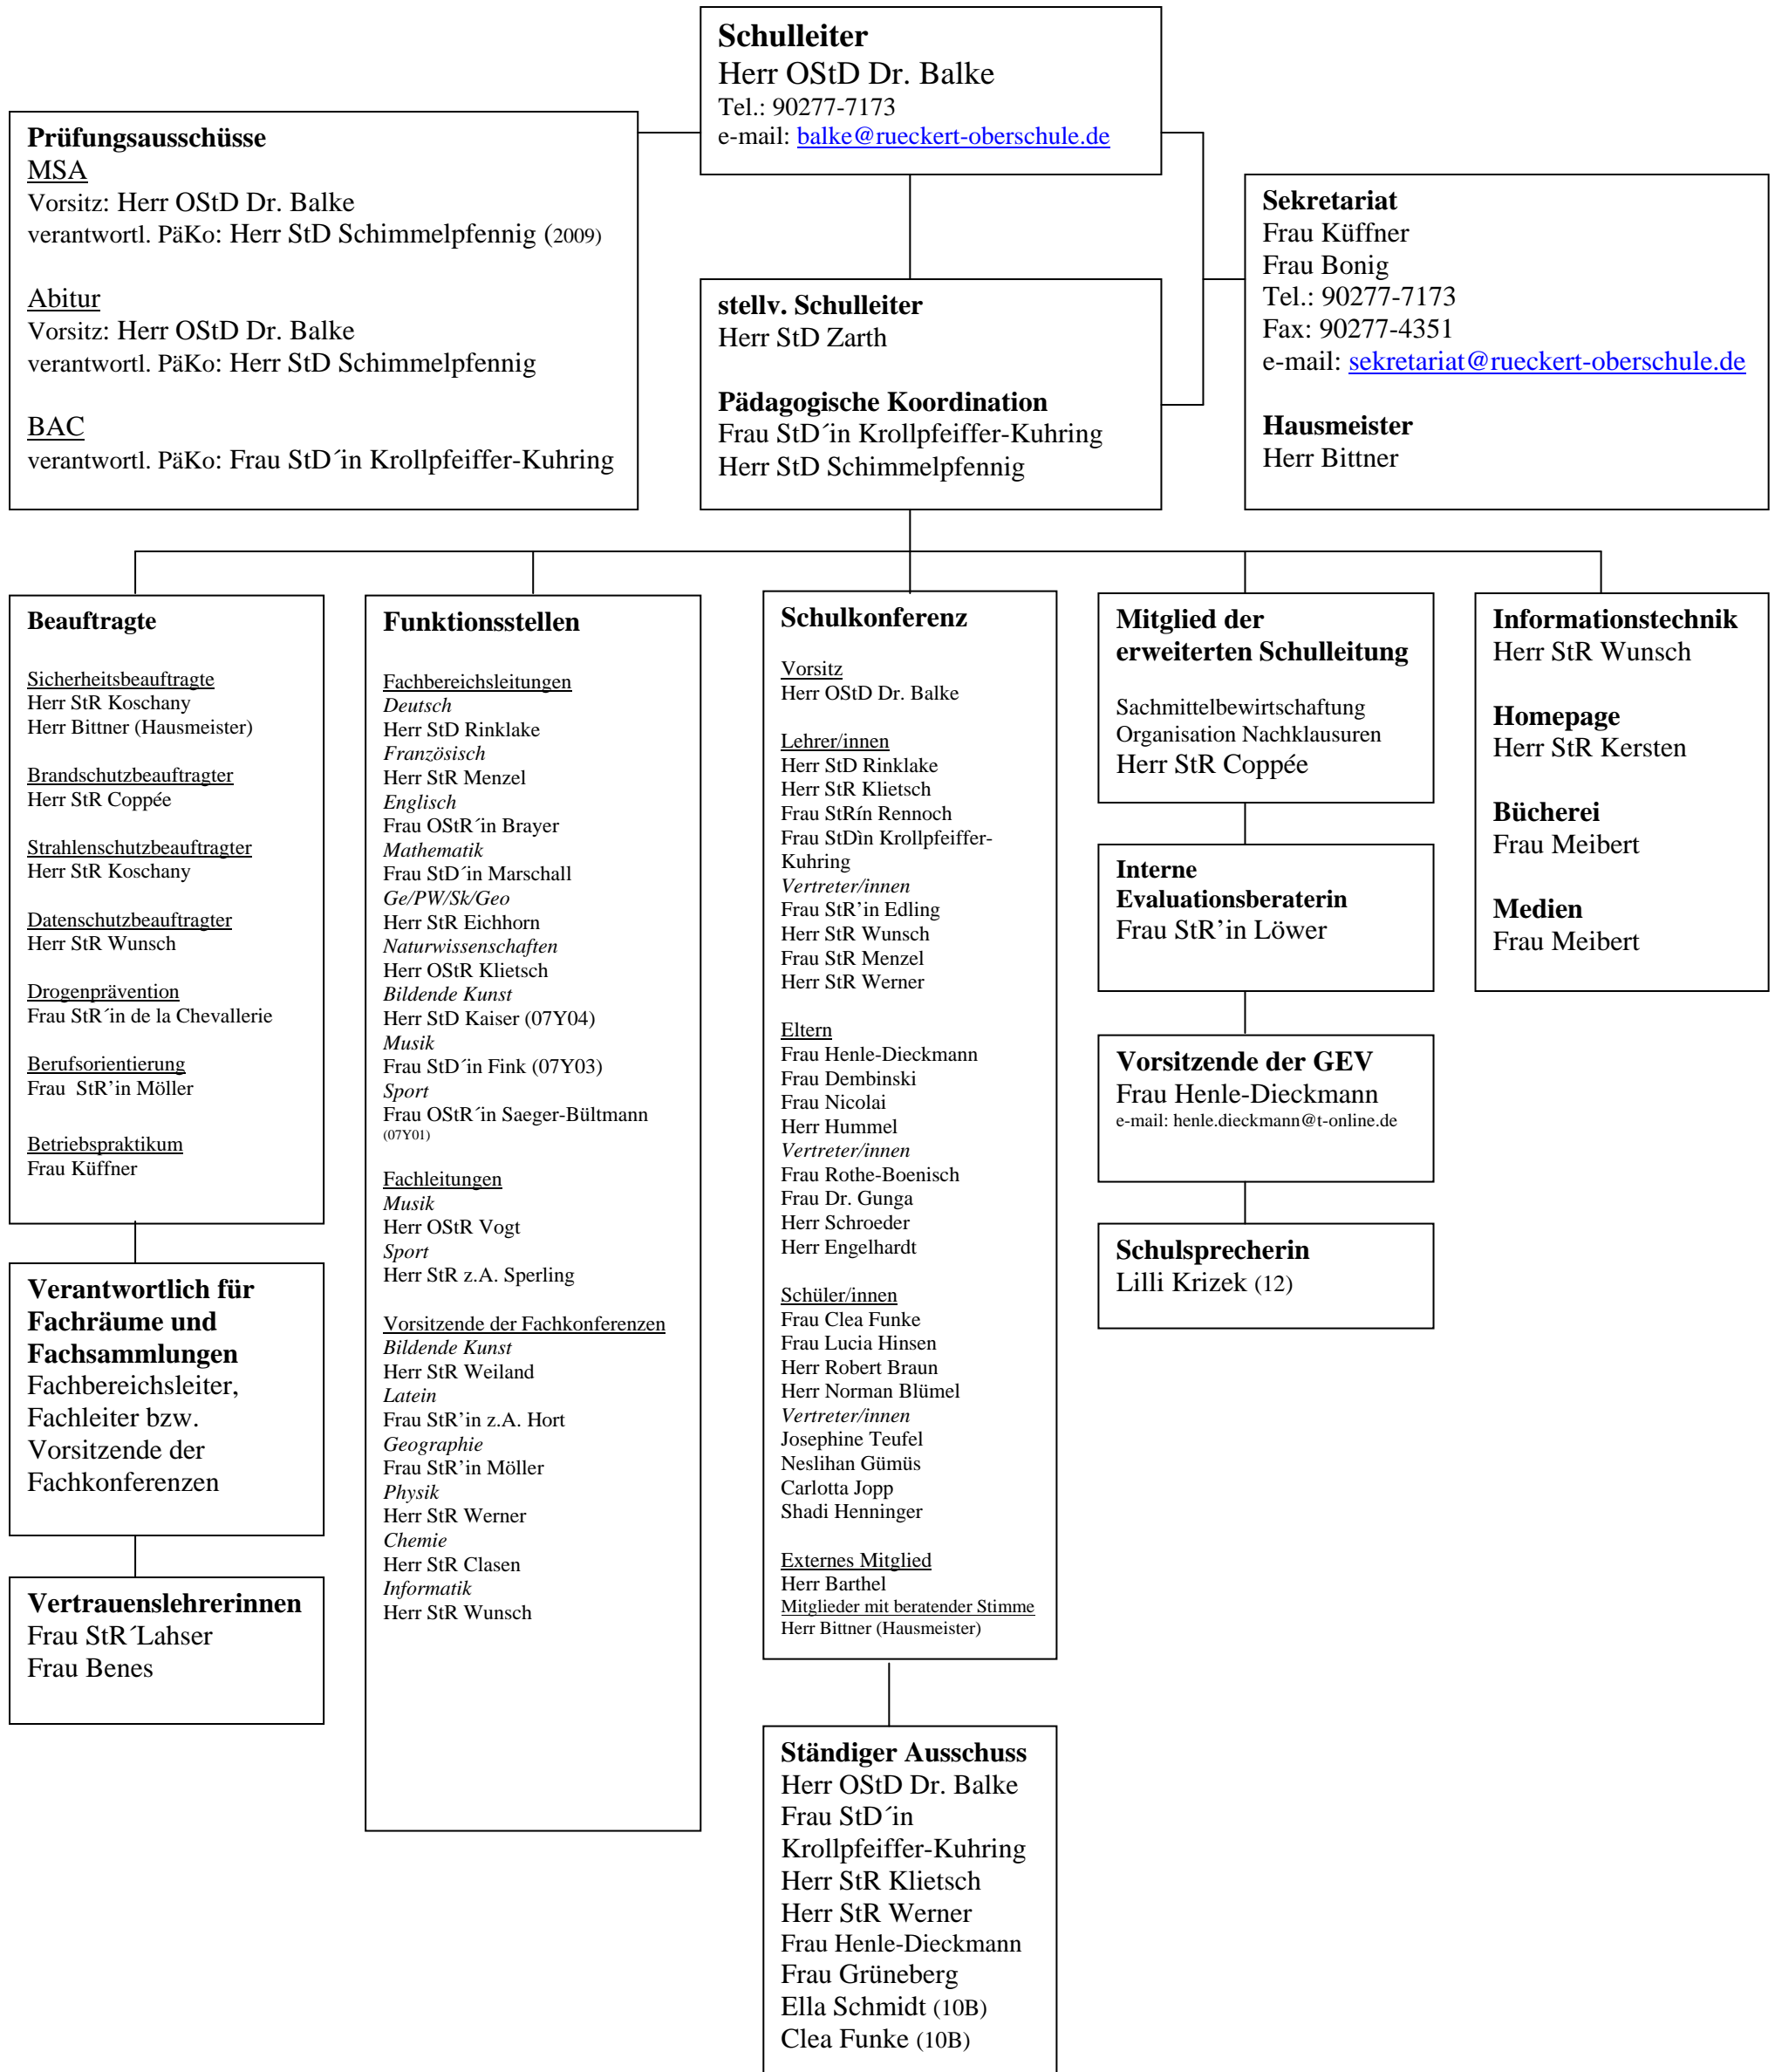 Schulleiter
Herr OStD Dr. Balke
Tel.: 90277-7173
e-mail: balke@rueckert-oberschule.de
Prüfungsausschüsse
MSA
Vorsitz: Herr OStD Dr. Balke
verantwortl. PäKo: Herr StD Schimmelpfennig (2009)
Abitur
Vorsitz: Herr OStD Dr. Balke
verantwortl. PäKo: Herr StD Schimmelpfennig
BAC
verantwortl. PäKo: Frau StD´in Krollpfeiffer-Kuhring
stellv. Schulleiter
Herr StD Zarth
Pädagogische Koordination
Frau StD´in Krollpfeiffer-Kuhring
Herr StD Schimmelpfennig
Sekretariat
Frau Küffner
Frau Bonig
Tel.: 90277-7173
Fax: 90277-4351
e-mail: sekretariat@rueckert-oberschule.de
Hausmeister
Herr Bittner
Beauftragte
Sicherheitsbeauftragte
Herr StR Koschany
Herr Bittner (Hausmeister)
Brandschutzbeauftragter
Herr StR Coppée
Strahlenschutzbeauftragter
Herr StR Koschany
Datenschutzbeauftragter
Herr StR Wunsch
Drogenprävention
Frau StR´in de la Chevallerie
Berufsorientierung
Frau  StR’in Möller
Betriebspraktikum
Frau Küffner
Verantwortlich für
Fachräume und
Fachsammlungen
Fachbereichsleiter,
Fachleiter bzw.
Vorsitzende der
Fachkonferenzen
Vertrauenslehrerinnen
Frau StR´Lahser
Frau Benes
Funktionsstellen
Fachbereichsleitungen
Deutsch
Herr StD Rinklake
Französisch
Herr StR Menzel
Englisch
Frau OStR´in Brayer
Mathematik
Frau StD´in Marschall
Ge/PW/Sk/Geo
Herr StR Eichhorn
Naturwissenschaften
Herr OStR Klietsch
Bildende Kunst
Herr StD Kaiser (07Y04)
Musik
Frau StD´in Fink (07Y03)
Sport
Frau OStR´in Saeger-Bültmann
(07Y01)
Fachleitungen
Musik
Herr OStR Vogt
Sport
Herr StR z.A. Sperling
Vorsitzende der Fachkonferenzen
Bildende Kunst
Herr StR Weiland
Latein
Frau StR’in z.A. Hort
Geographie
Frau StR’in Möller
Physik
Herr StR Werner
Chemie
Herr StR Clasen
Informatik
Herr StR Wunsch
Schulkonferenz
Vorsitz
Herr OStD Dr. Balke
Lehrer/innen
Herr StD Rinklake
Herr StR Klietsch
Frau StRín Rennoch
Frau StDìn Krollpfeiffer-
Kuhring
Vertreter/innen
Frau StR’in Edling
Herr StR Wunsch
Frau StR Menzel
Herr StR Werner
Eltern
Frau Henle-Dieckmann
Frau Dembinski
Frau Nicolai
Herr Hummel
Vertreter/innen
Frau Rothe-Boenisch
Frau Dr. Gunga
Herr Schroeder
Herr Engelhardt
Schüler/innen
Frau Clea Funke
Frau Lucia Hinsen
Herr Robert Braun
Herr Norman Blümel
Vertreter/innen
Josephine Teufel
Neslihan Gümüs
Carlotta Jopp
Shadi Henninger
Externes Mitglied
Herr Barthel
Mitglieder mit beratender Stimme
Herr Bittner (Hausmeister)
Ständiger Ausschuss
Herr OStD Dr. Balke
Frau StD´in
Krollpfeiffer-Kuhring
Herr StR Klietsch
Herr StR Werner
Frau Henle-Dieckmann
Frau Grüneberg
Ella Schmidt (10B)
Clea Funke (10B)
Mitglied der
erweiterten Schulleitung
Sachmittelbewirtschaftung
Organisation Nachklausuren
Herr StR Coppée
Interne
Evaluationsberaterin
Frau StR’in Löwer
Vorsitzende der GEV
Frau Henle-Dieckmann
e-mail: henle.dieckmann@t-online.de
Schulsprecherin
Lilli Krizek (12)
Informationstechnik
Herr StR Wunsch
Homepage
Herr StR Kersten
Bücherei
Frau Meibert
Medien
Frau Meibert